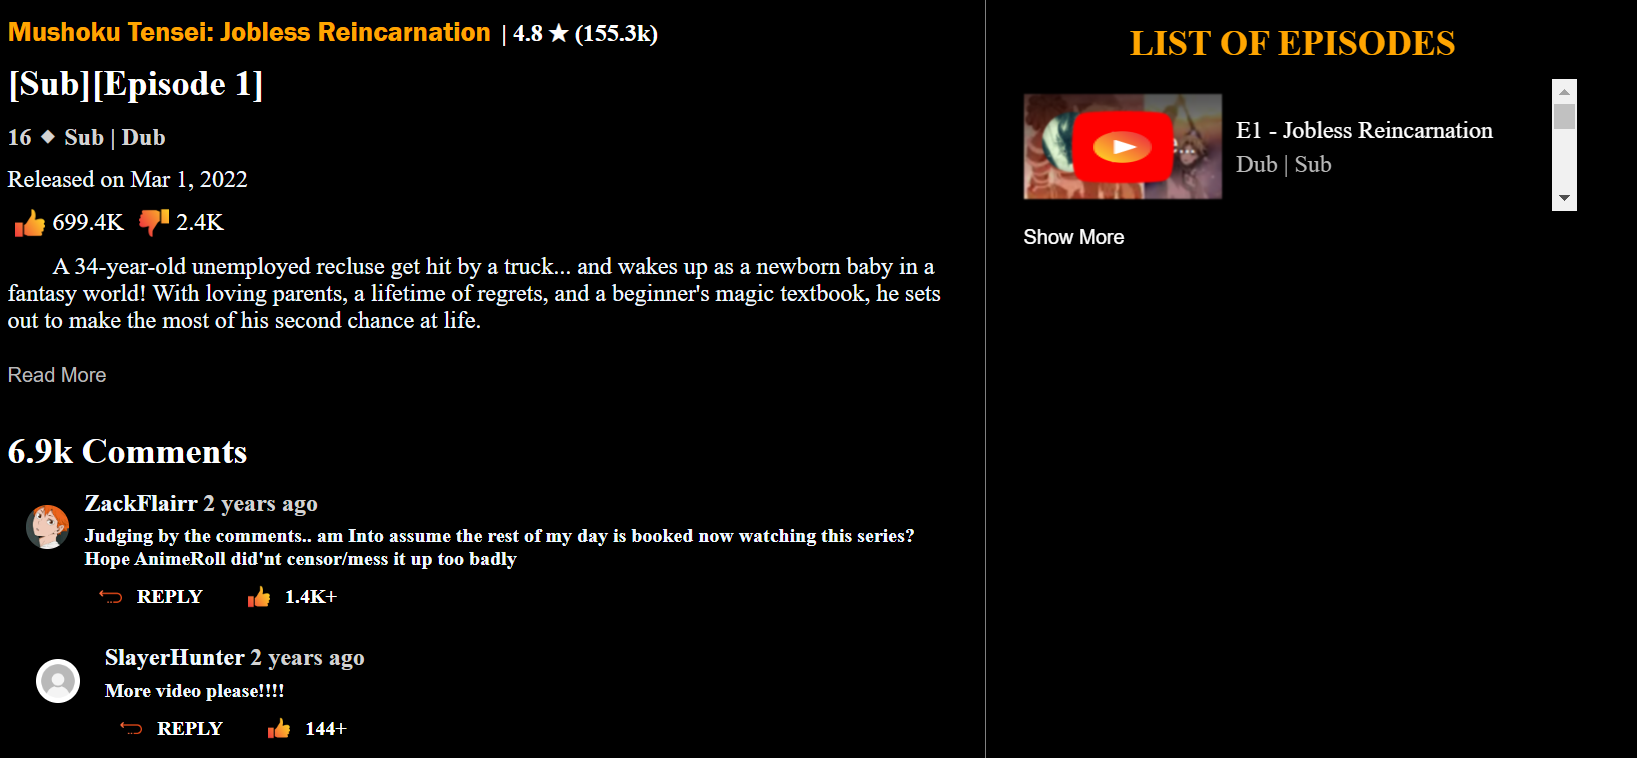 Mushoku Tensei: Jobless Reincarnation | 4.8 ★ (155.3k)
[Sub][Episode 1]
16 ◆ Sub | Dub
Released on Mar 1, 2022
699.4K 2.4K
A 34-year-old unemployed recluse get hit by a truck... and wakes up as a newborn baby in a
fantasy world! With loving parents, a lifetime of regrets, and a beginner's magic textbook, he sets
out to make the most of his second chance at life.
Read More
6.9k Comments
ZackFlairr 2 years ago
Judging by the comments.. am Into assume the rest of my day is booked now watching this series?
Hope AnimeRoll did'nt censor/mess it up too badly
REPLY 1.4K+
SlayerHunter 2 years ago
More video please!!!!
REPLY 144+
LIST OF EPISODES
E1 - Jobless Reincarnation
Dub | Sub
Show More